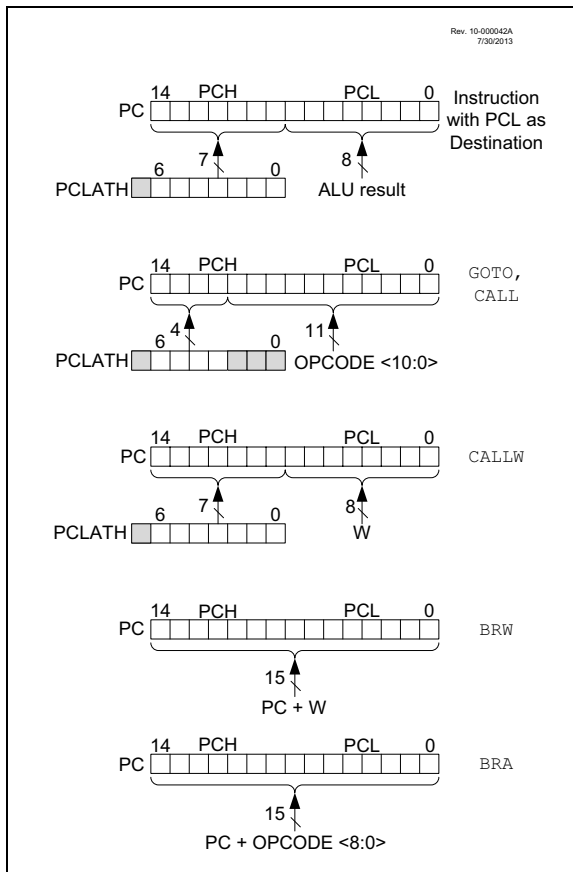 Rev. 10-000042A
7/30/2013
14 PCH PCL 0
PC
Instruction
with PCL as
Destination
7 8
6 0
PCLATH
ALU result
14 PCH PCL 0
PC
GOTO,
CALL
4 11
6 0
PCLATH
OPCODE <10:0>
14 PCH PCL 0
PC
CALLW
7 8
6 0
PCLATH
W
14 PCH PCL 0
PC
BRW
15
PC + W
14 PCH PCL 0
PC
BRA
15
PC + OPCODE <8:0>